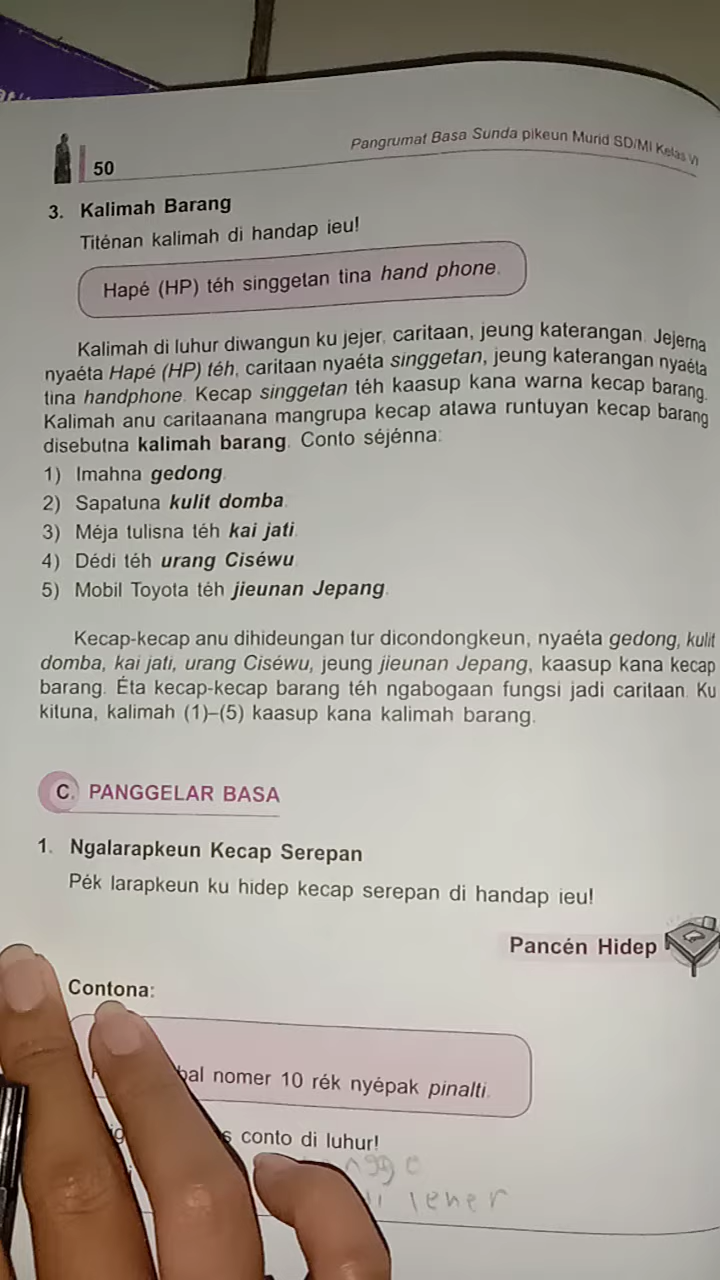 50
Pangrumat Basa Sunda pikeun Murid SD/MI Kelas VI
3. Kalimah Barang
Titénan kalimah di handap ieu!
Hapé (HP) téh singgetan tina hand phone.
Kalimah di luhur diwangun ku jejer, caritaan, jeung katerangan. Jejerna
nyaéta Hapé (HP) téh, caritaan nyaéta singgetan, jeung katerangan nyaéta
tina handphone. Kecap singgetan téh kaasup kana warna kecap barang.
Kalimah anu caritaanana mangrupa kecap atawa runtuyan kecap barang
disebutna kalimah barang. Conto séjénna:
1) Imahna gedong.
2) Sapatuna kulit domba.
3) Méja tulisna téh kai jati.
4) Dédi téh urang Ciséwu.
5) Mobil Toyota téh jieunan Jepang.
Kecap-kecap anu dihideungan tur dicondongkeun, nyaéta gedong, kulit
domba, kai jati, urang Ciséwu, jeung jieunan Jepang, kaasup kana kecap
barang. Éta kecap-kecap barang téh ngabogaan fungsi jadi caritaan. Ku
kituna, kalimah (1)–(5) kaasup kana kalimah barang.
C. PANGGELAR BASA
1. Ngalarapkeun Kecap Serepan
Pék larapkeun ku hidep kecap serepan di handap ieu!
Pancén Hidep
Contona:
nomer 10 rék nyépak pinalti.
conto di luhur!
lener